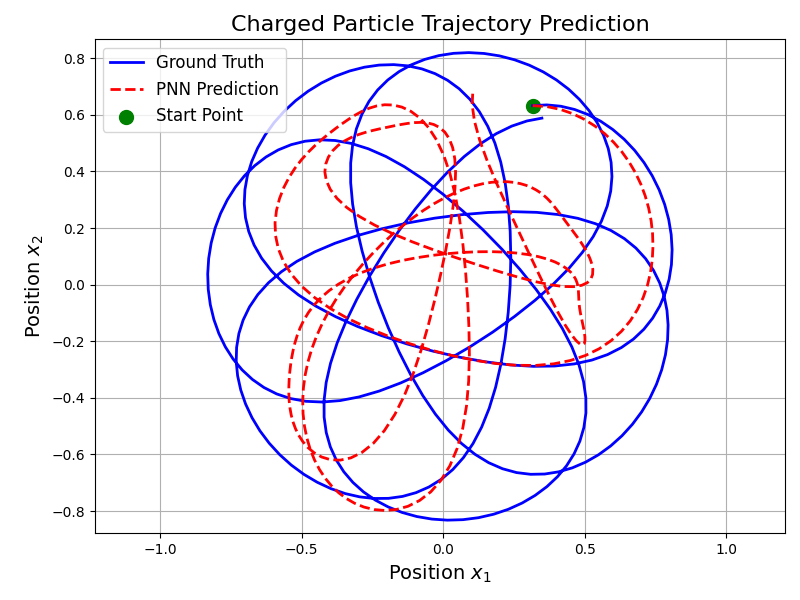 Charged Particle Trajectory Prediction
Ground Truth
PNN Prediction
Start Point
Position x₂
0.8
0.6
0.4
0.2
0.0
−0.2
−0.4
−0.6
−0.8
−1.0 −0.5 0.0 0.5 1.0
Position x₁